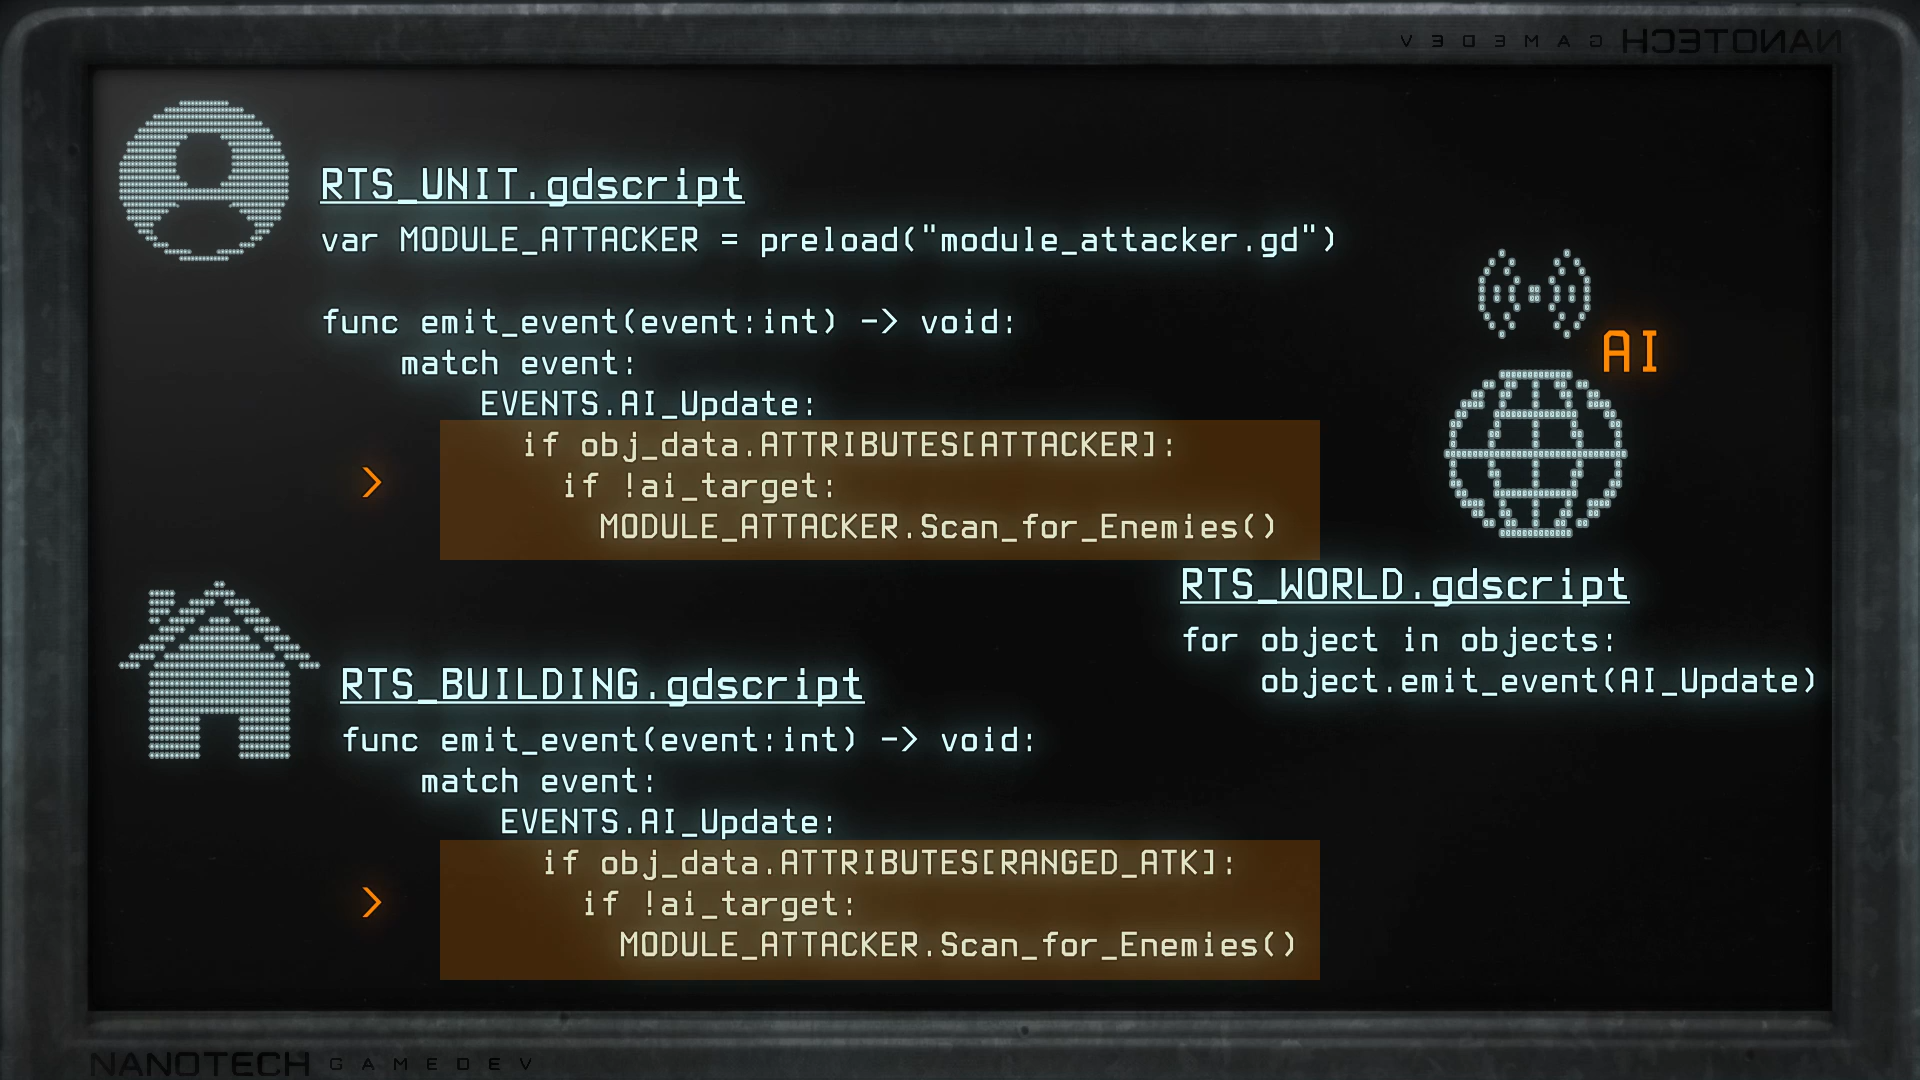 NANOTECH GAMEDEV
RTS_UNIT.gdscript
var MODULE_ATTACKER = preload("module_attacker.gd")
func emit_event(event:int) -> void:
match event:
EVENTS.AI_Update:
if obj_data.ATTRIBUTES[ATTACKER]:
>
if !ai_target:
MODULE_ATTACKER.Scan_for_Enemies()
AI
RTS_WORLD.gdscript
for object in objects:
object.emit_event(AI_Update)
RTS_BUILDING.gdscript
func emit_event(event:int) -> void:
match event:
EVENTS.AI_Update:
if obj_data.ATTRIBUTES[RANGED_ATK]:
>
if !ai_target:
MODULE_ATTACKER.Scan_for_Enemies()
NANOTECH GAMEDEV